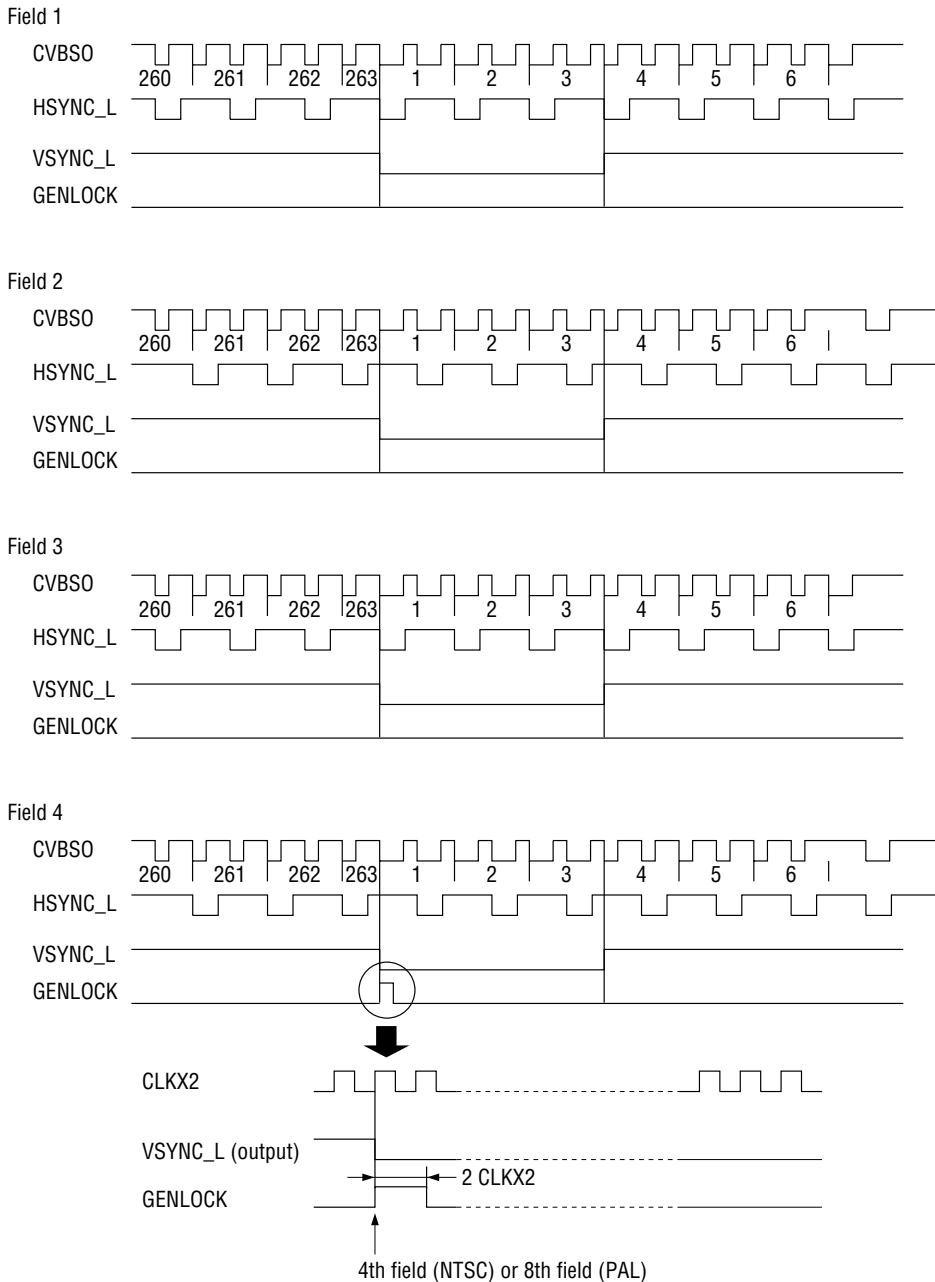 Field 1
CVBSO
260 261 262 263 1 2 3 4 5 6
HSYNC_L
VSYNC_L
GENLOCK
Field 2
CVBSO
260 261 262 263 1 2 3 4 5 6
HSYNC_L
VSYNC_L
GENLOCK
Field 3
CVBSO
260 261 262 263 1 2 3 4 5 6
HSYNC_L
VSYNC_L
GENLOCK
Field 4
CVBSO
260 261 262 263 1 2 3 4 5 6
HSYNC_L
VSYNC_L
GENLOCK
CLKX2
VSYNC_L (output)
2 CLKX2
GENLOCK
4th field (NTSC) or 8th field (PAL)